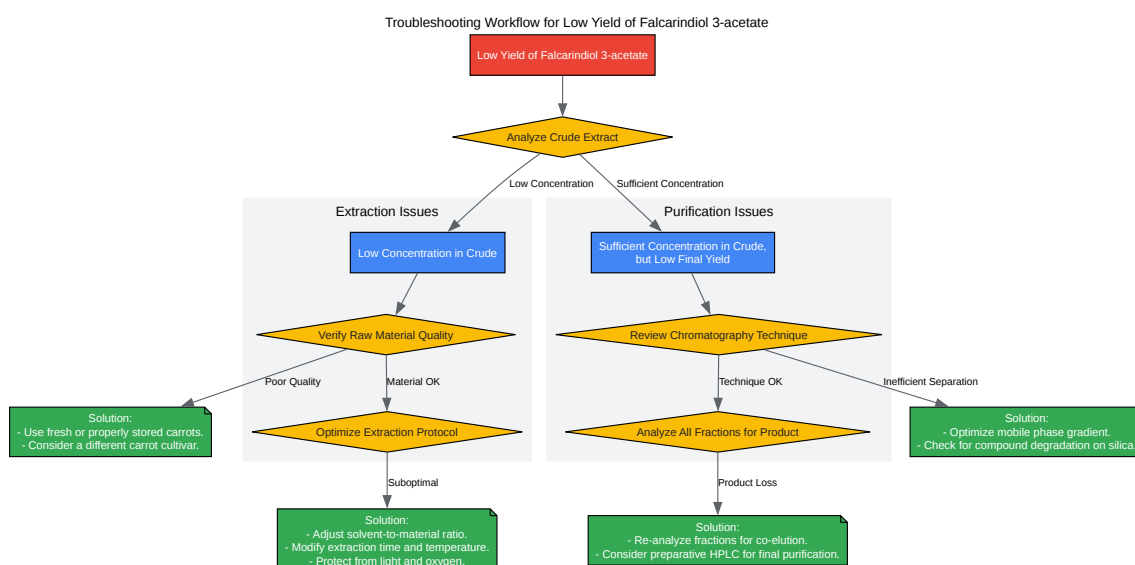 Troubleshooting Workflow for Low Yield of Falcarindiol 3-acetate
Low Yield of Falcarindiol 3-acetate
Analyze Crude Extract
Low Concentration
Sufficient Concentration
Extraction Issues
Purification Issues
Low Concentration in Crude
Sufficient Concentration in Crude,
but Low Final Yield
Verify Raw Material Quality
Review Chromatography Technique
Poor Quality
Material OK
Technique OK
Inefficient Separation
Solution:
- Use fresh or properly stored carrots.
- Consider a different carrot cultivar.
Optimize Extraction Protocol
Analyze All Fractions for Product
Solution:
- Optimize mobile phase gradient.
- Check for compound degradation on silica.
Suboptimal
Product Loss
Solution:
- Adjust solvent-to-material ratio.
- Modify extraction time and temperature.
- Protect from light and oxygen.
Solution:
- Re-analyze fractions for co-elution.
- Consider preparative HPLC for final purification.